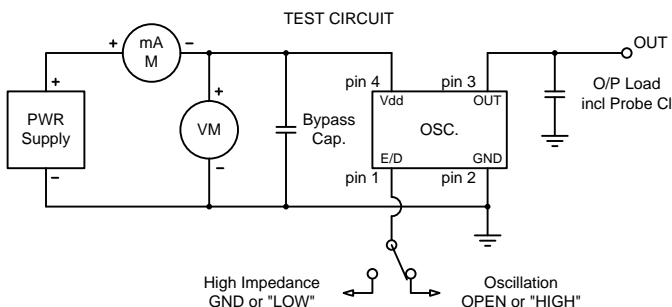 TEST CIRCUIT
mA
M
+
−
OUT
pin 4
pin 3
+
+
PWR
Supply
VM
Bypass
Cap.
Vdd
OUT
OSC.
E/D
GND
O/P Load
incl Probe Cl
−
−
pin 1
pin 2
High Impedance
GND or "LOW"
Oscillation
OPEN or "HIGH"